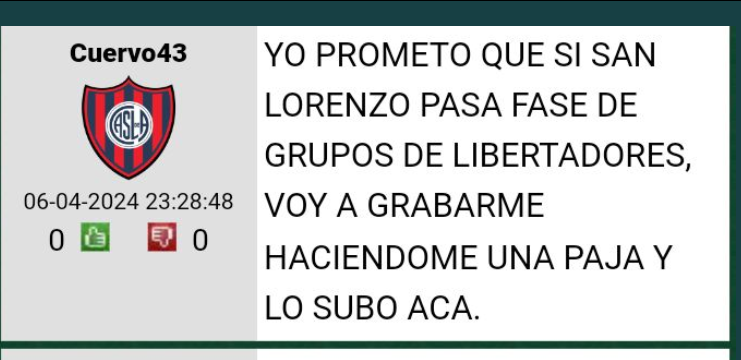 Cuervo43
CASLA
06-04-2024 23:28:48
0 0
YO PROMETO QUE SI SAN
LORENZO PASA FASE DE
GRUPOS DE LIBERTADORES,
VOY A GRABARME
HACIENDOME UNA PAJA Y
LO SUBO ACA.